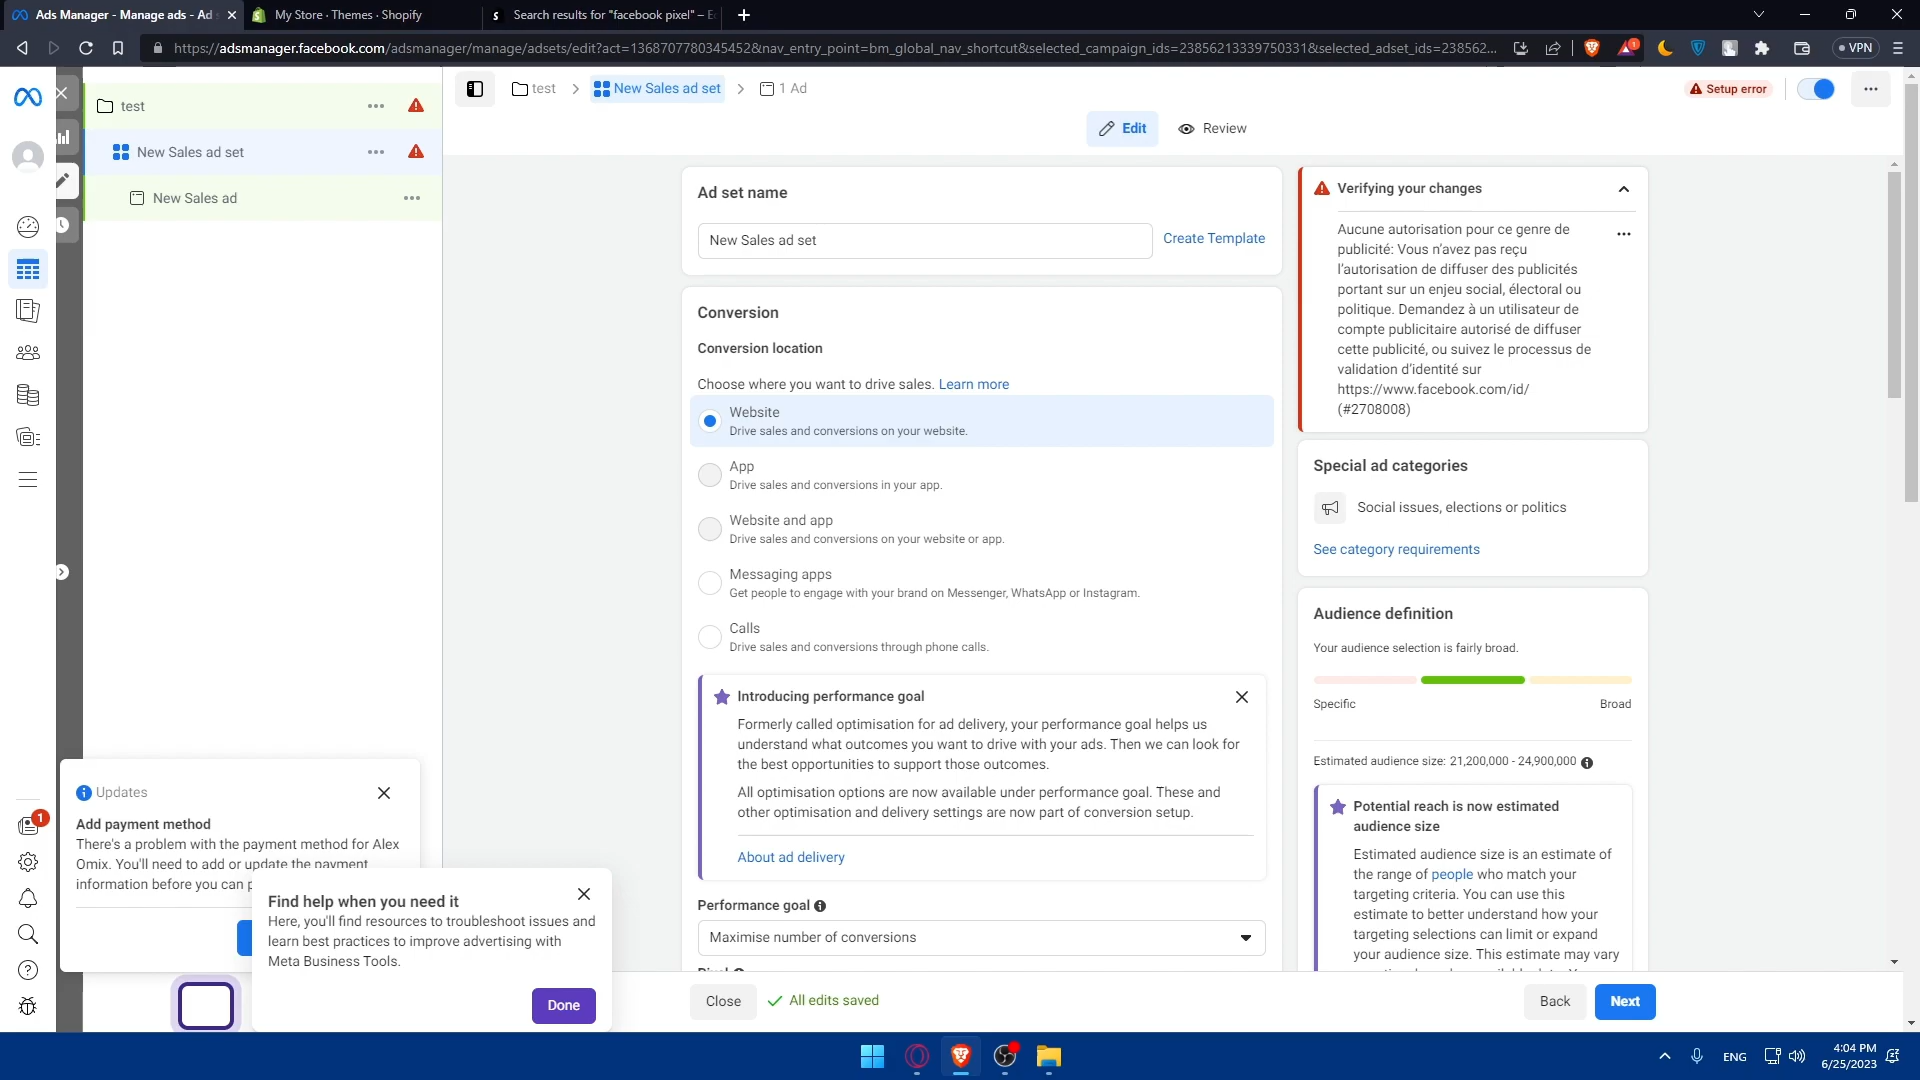 Ads Manager - Manage ads - Ad
My Store · Themes · Shopify
Search results for "facebook pixel" –
https://adsmanager.facebook.com/adsmanager/manage/adsets/edit?act=1368707780345452&nav_entry_point=bm_global_nav_shortcut&selected_campaign_ids=23856213339750331&selected_adset_ids=238562...
VPN
test
New Sales ad set
New Sales ad
test
New Sales ad set
1 Ad
Setup error
Edit
Review
Ad set name
New Sales ad set
Create Template
Conversion
Conversion location
Choose where you want to drive sales. Learn more
Website
Drive sales and conversions on your website.
App
Drive sales and conversions in your app.
Website and app
Drive sales and conversions on your website or app.
Messaging apps
Get people to engage with your brand on Messenger, WhatsApp or Instagram.
Calls
Drive sales and conversions through phone calls.
Introducing performance goal
Formerly called optimisation for ad delivery, your performance goal helps us
understand what outcomes you want to drive with your ads. Then we can look for
the best opportunities to support those outcomes.
All optimisation options are now available under performance goal. These and
other optimisation and delivery settings are now part of conversion setup.
About ad delivery
Performance goal
Maximise number of conversions
Pixel
Close
All edits saved
Back
Next
Verifying your changes
Aucune autorisation pour ce genre de
publicité: Vous n’avez pas reçu
l’autorisation de diffuser des publicités
portant sur un enjeu social, électoral ou
politique. Demandez à un utilisateur de
compte publicitaire autorisé de diffuser
cette publicité, ou suivez le processus de
validation d’identité sur
https://www.facebook.com/id/
(#2708008)
Special ad categories
Social issues, elections or politics
See category requirements
Audience definition
Your audience selection is fairly broad.
Specific
Broad
Estimated audience size: 21,200,000 - 24,900,000
Potential reach is now estimated
audience size
Estimated audience size is an estimate of
the range of people who match your
targeting criteria. You can use this
estimate to better understand how your
targeting selections can limit or expand
your audience size. This estimate may vary
1
Updates
Add payment method
There's a problem with the payment method for Alex
Omix. You'll need to add or update the payment
information before you can
Find help when you need it
Here, you'll find resources to troubleshoot issues and
learn best practices to improve advertising with
Meta Business Tools.
Done
ENG
4:04 PM
6/25/2023